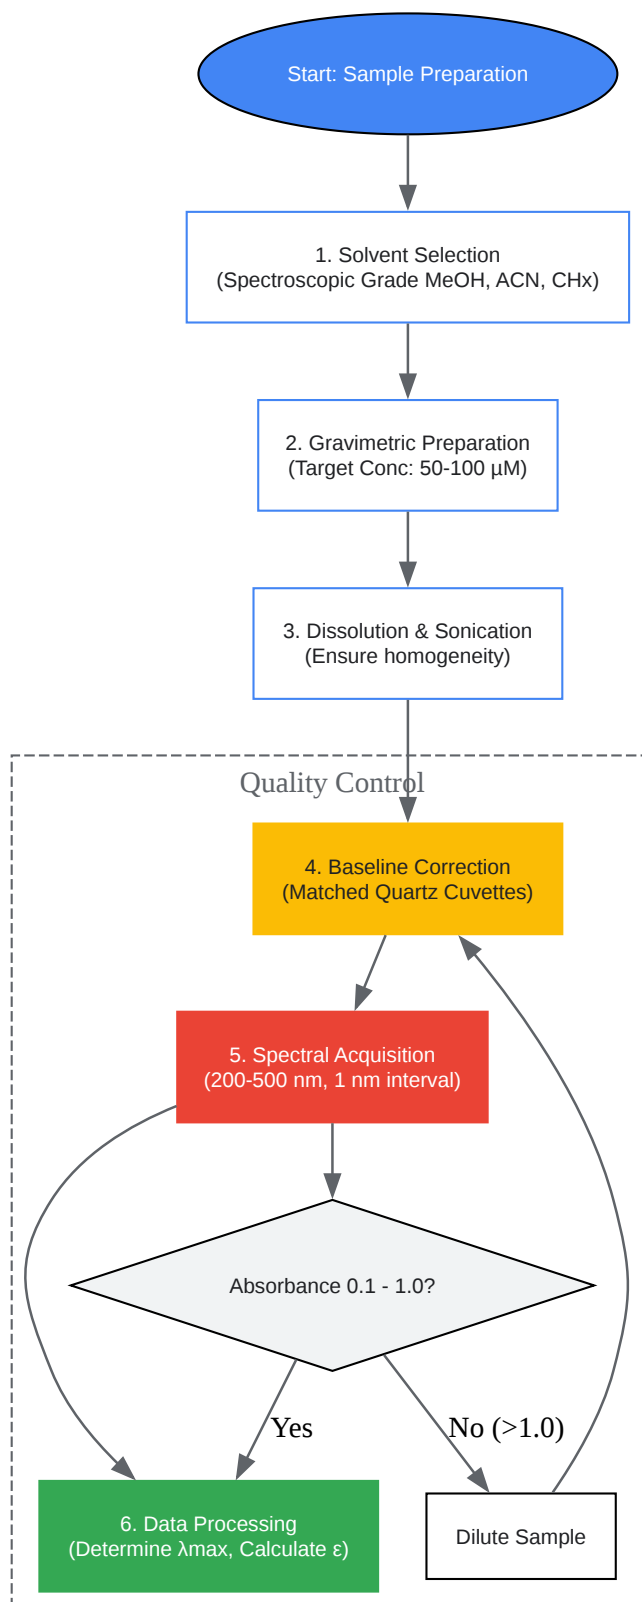 Start: Sample Preparation
1. Solvent Selection
(Spectroscopic Grade MeOH, ACN, CHx)
2. Gravimetric Preparation
(Target Conc: 50-100 µM)
3. Dissolution & Sonication
(Ensure homogeneity)
Quality Control
4. Baseline Correction
(Matched Quartz Cuvettes)
5. Spectral Acquisition
(200-500 nm, 1 nm interval)
Absorbance 0.1 - 1.0?
Yes
No (>1.0)
6. Data Processing
(Determine λmax, Calculate ε)
Dilute Sample